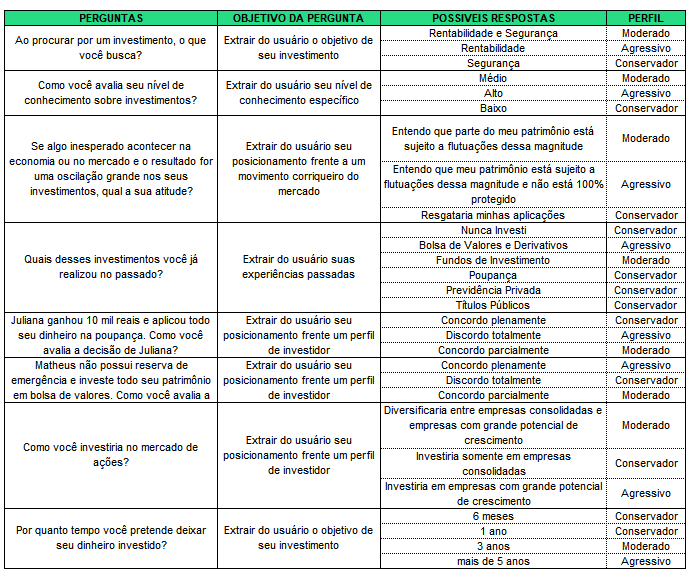 PERGUNTAS OBJETIVO DA PERGUNTA POSSIVEIS RESPOSTAS PERFIL
Ao procurar por um investimento, o que
você busca?
Extrair do usuário o objetivo de
seu investimento
Rentabilidade e Segurança Moderado
Rentabilidade Agressivo
Segurança Conservador
Como você avalia seu nível de
conhecimento sobre investimentos?
Extrair do usuário seu nível de
conhecimento específico
Médio Moderado
Alto Agressivo
Baixo Conservador
Se algo inesperado acontecer na
economia ou no mercado e o resultado for
uma oscilação grande nos seus
investimentos, qual a sua atitude?
Extrair do usuário seu
posicionamento frente a um
movimento corriqueiro do
mercado
Entendo que parte do meu patrimônio está
sujeito a flutuações dessa magnitude
Moderado
Entendo que meu patrimônio está sujeito a
flutuações dessa magnitude e não está 100%
protegido
Agressivo
Resgataria minhas aplicações Conservador
Quais desses investimentos você já
realizou no passado?
Extrair do usuário suas
experiências passadas
Nunca Investi Conservador
Bolsa de Valores e Derivativos Agressivo
Fundos de Investimento Moderado
Poupança Conservador
Previdência Privada Conservador
Títulos Públicos Conservador
Juliana ganhou 10 mil reais e aplicou todo
seu dinheiro na poupança. Como você
avalia a decisão de Juliana?
Extrair do usuário seu
posicionamento frente um perfil
de investidor
Concordo plenamente Conservador
Discordo totalmente Agressivo
Concordo parcialmente Moderado
Matheus não possui reserva de
emergência e investe todo seu patrimônio
em bolsa de valores. Como você avalia a
Extrair do usuário seu
posicionamento frente um perfil
de investidor
Concordo plenamente Agressivo
Discordo totalmente Conservador
Concordo parcialmente Moderado
Como você investiria no mercado de
ações?
Extrair do usuário seu
posicionamento frente um perfil
de investidor
Diversificaria entre empresas consolidadas e
empresas com grande potencial de
crescimento
Moderado
Investiria somente em empresas
consolidadas
Conservador
Investiria em empresas com grande potencial
de crescimento
Agressivo
Por quanto tempo você pretende deixar
seu dinheiro investido?
Extrair do usuário o objetivo de
seu investimento
6 meses Conservador
1 ano Conservador
3 anos Moderado
mais de 5 anos Agressivo